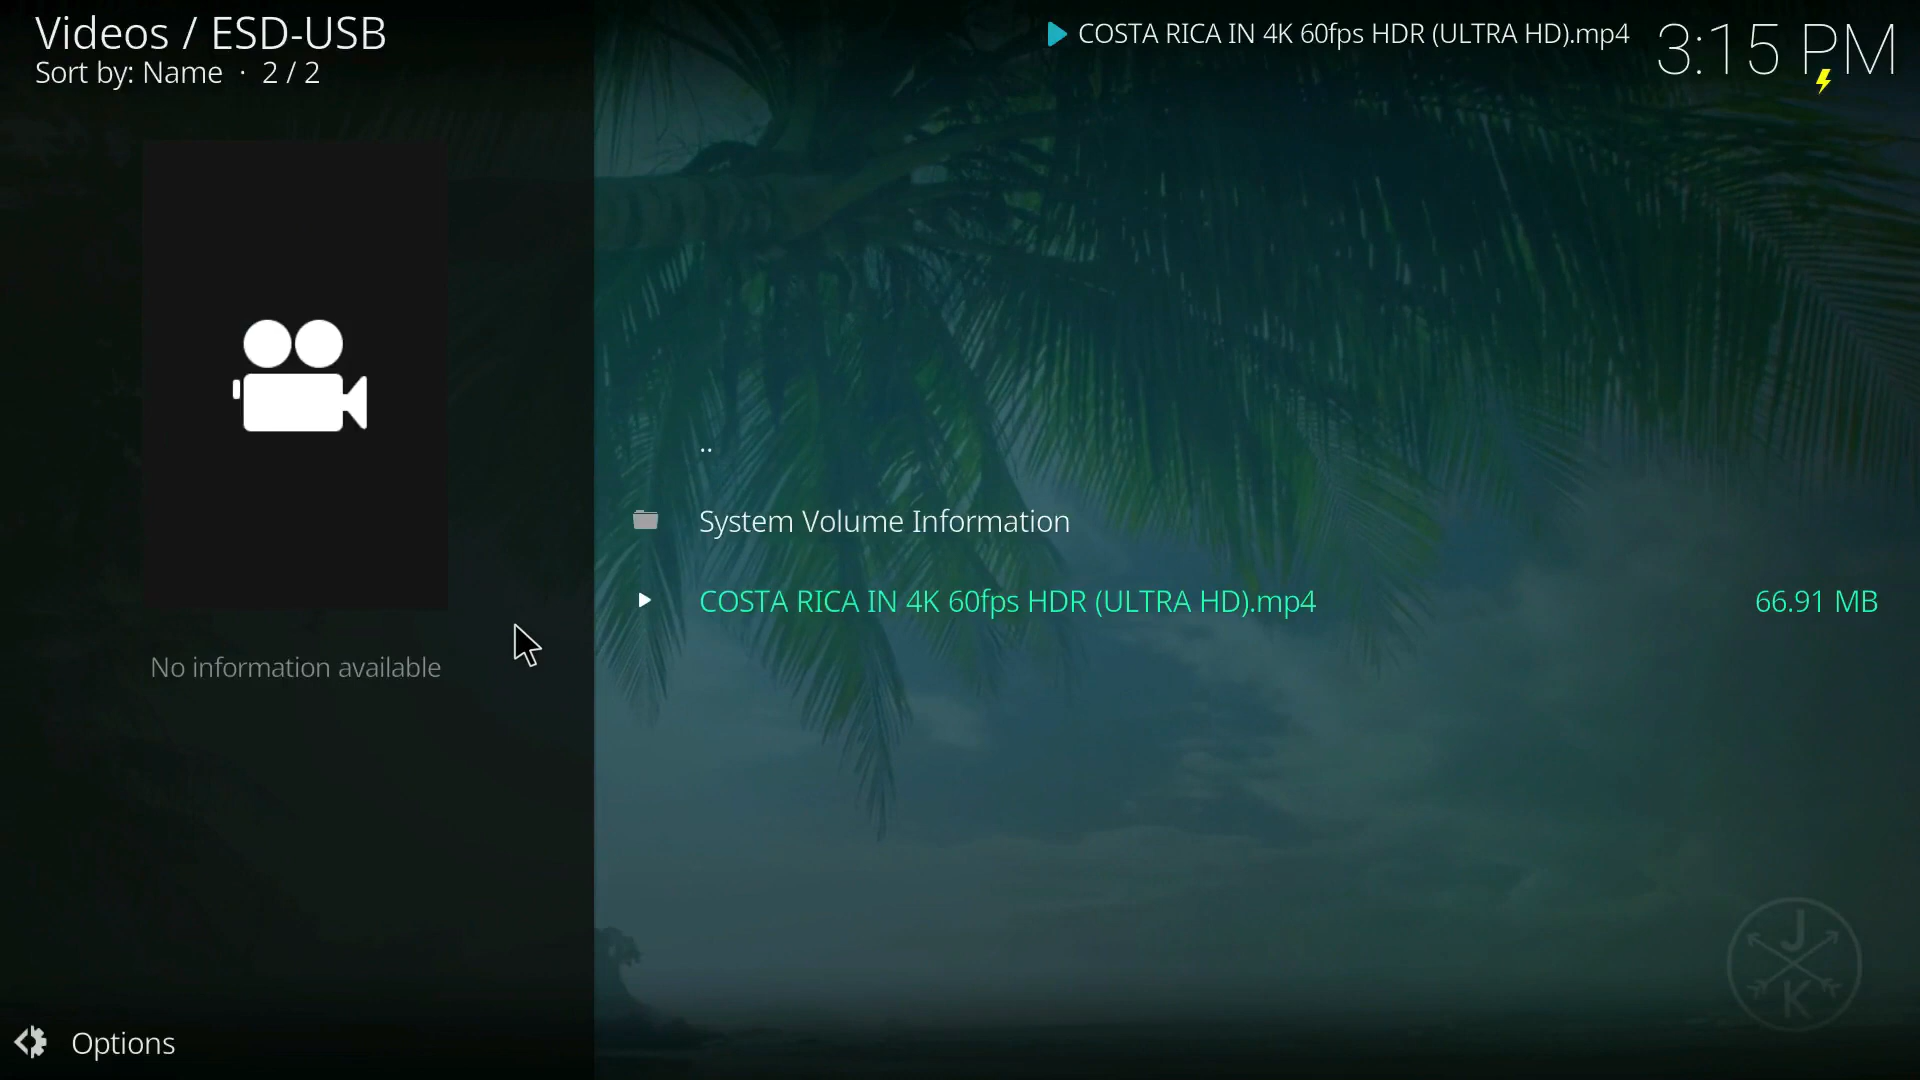 Videos / ESD-USB
Sort by: Name · 2 / 2
COSTA RICA IN 4K 60fps HDR (ULTRA HD).mp4
3:15 PM
..
System Volume Information
COSTA RICA IN 4K 60fps HDR (ULTRA HD).mp4 66.91 MB
No information available
J
K
Options